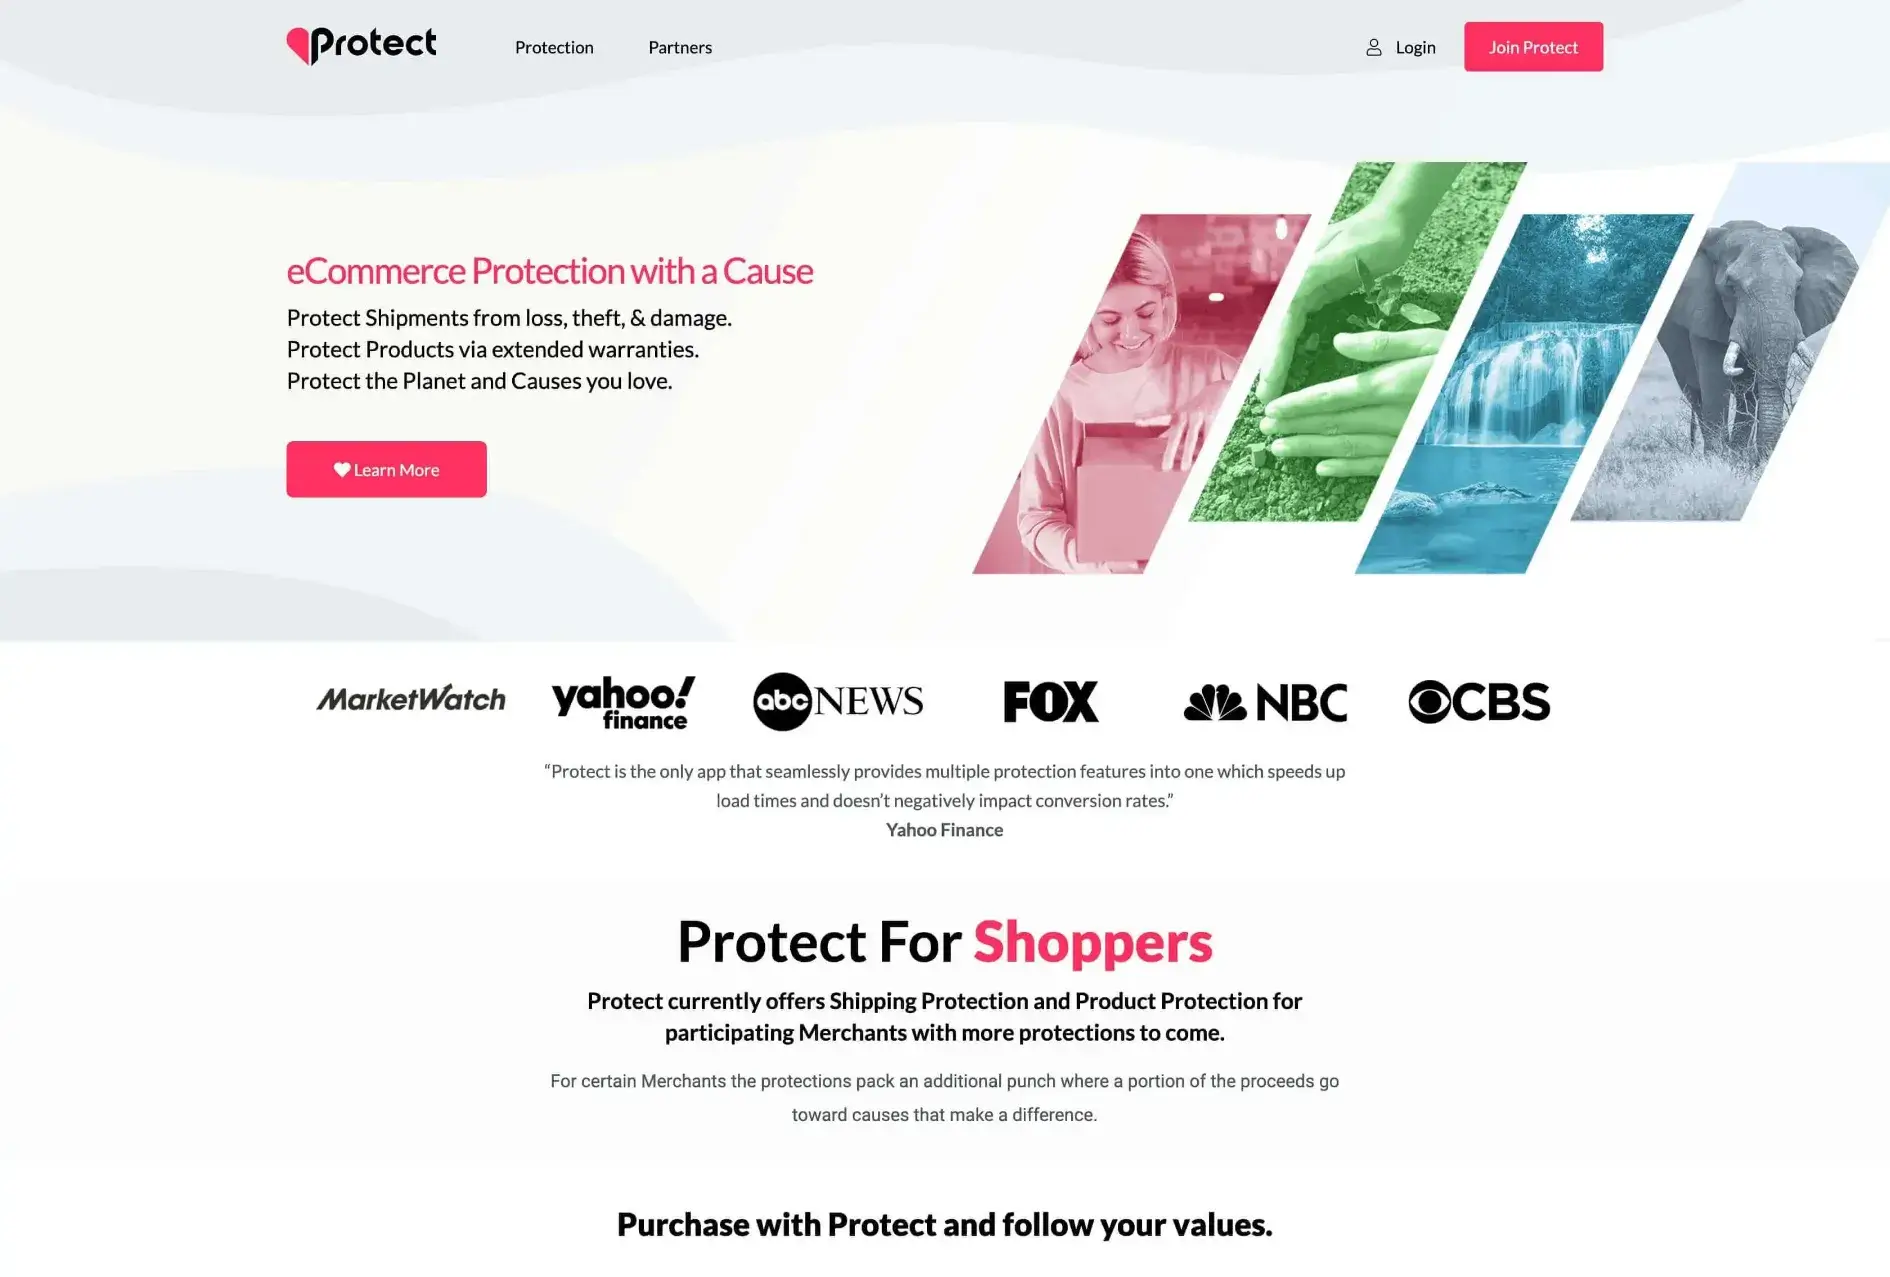 Protect
Protection
Partners
Login
Join Protect
eCommerce Protection with a Cause
Protect Shipments from loss, theft, & damage.
Protect Products via extended warranties.
Protect the Planet and Causes you love.
Learn More
MarketWatch
yahoo!
finance
abc NEWS
FOX
NBC
CBS
“Protect is the only app that seamlessly provides multiple protection features into one which speeds up
load times and doesn’t negatively impact conversion rates.”
Yahoo Finance
Protect For Shoppers
Protect currently offers Shipping Protection and Product Protection for
participating Merchants with more protections to come.
For certain Merchants the protections pack an additional punch where a portion of the proceeds go
toward causes that make a difference.
Purchase with Protect and follow your values.